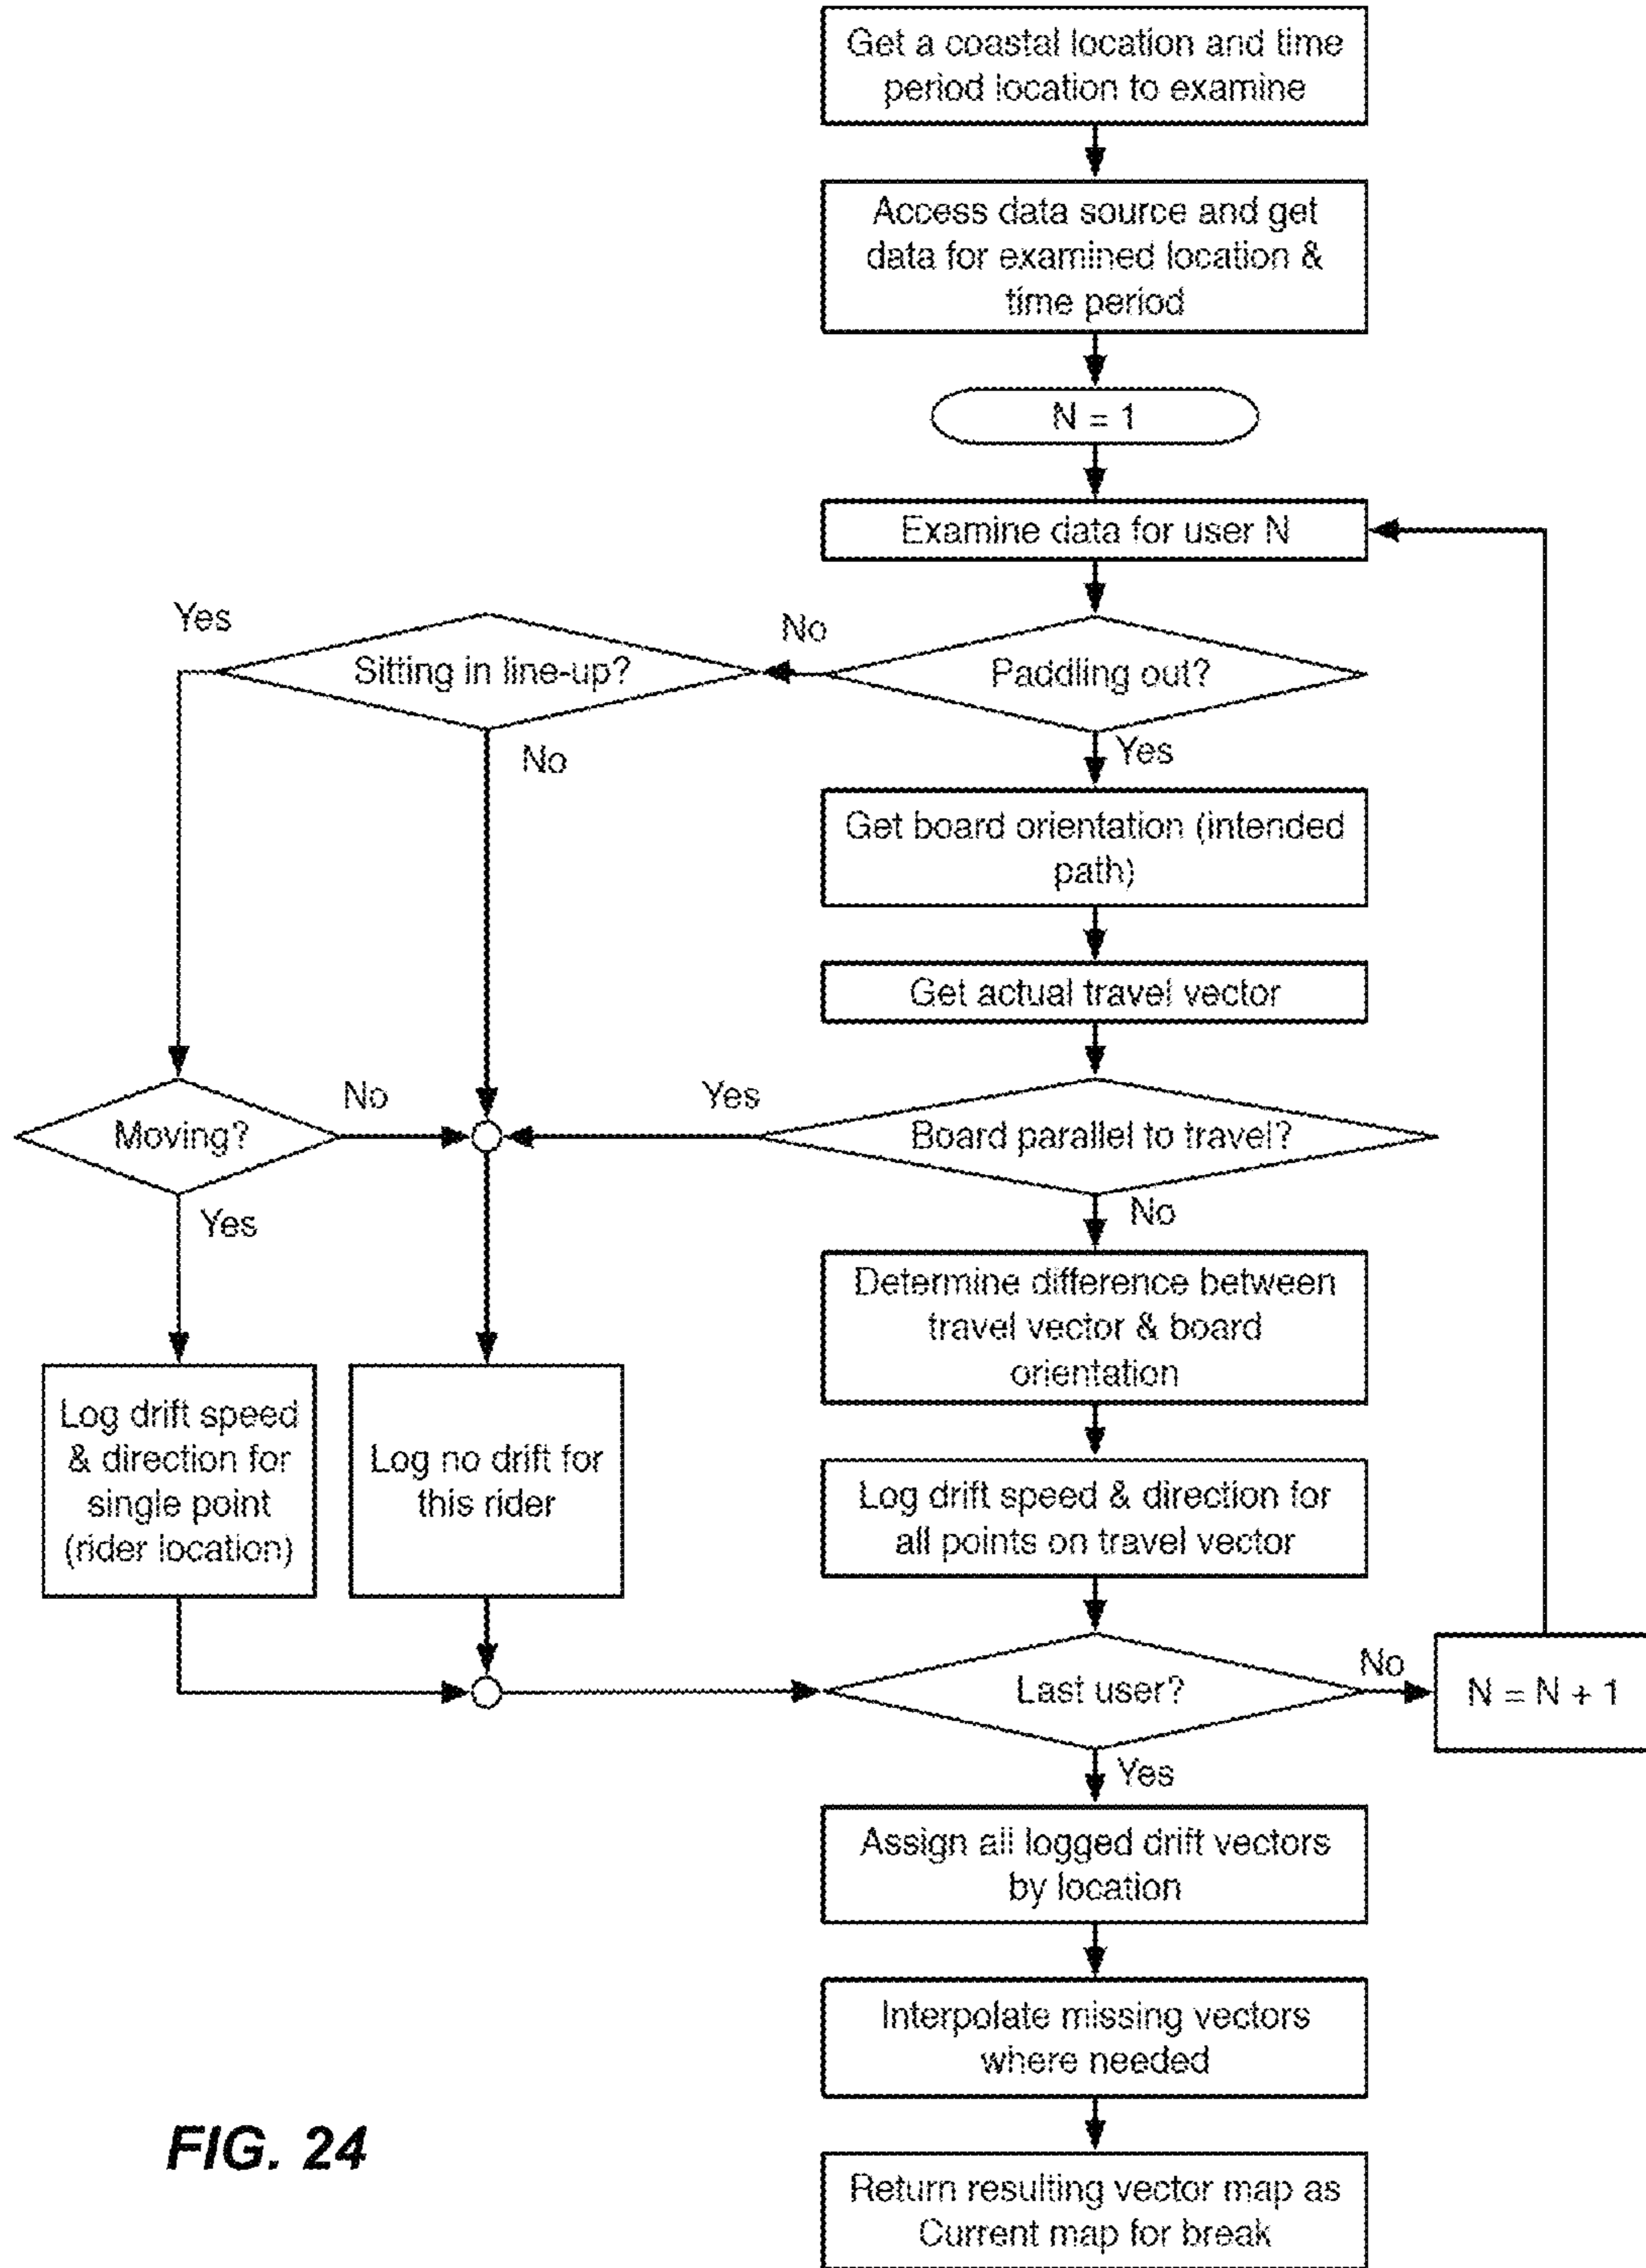 Get a coastal location and time
period location to examine
Access data source and get
data for examined location &
time period
N = 1
Examine data for user N
Yes
Sitting in line-up?
No
Paddling out?
No
Yes
Get board orientation (intended
path)
Get actual travel vector
Moving?
No
Yes
Board parallel to travel?
Yes
No
Determine difference between
travel vector & board
orientation
Log drift speed
& direction for
single point
(rider location)
Log no drift for
this rider
Log drift speed & direction for
all points on travel vector
Last user?
No
N = N + 1
Yes
Assign all logged drift vectors
by location
Interpolate missing vectors
where needed
Return resulting vector map as
Current map for break
FIG. 24